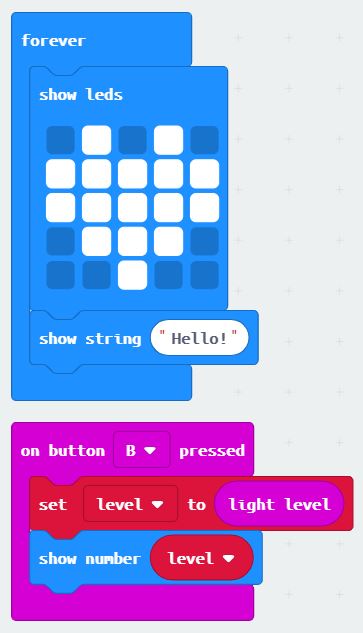 forever
show leds
show string "Hello!"
on button B pressed
set level to light level
show number level